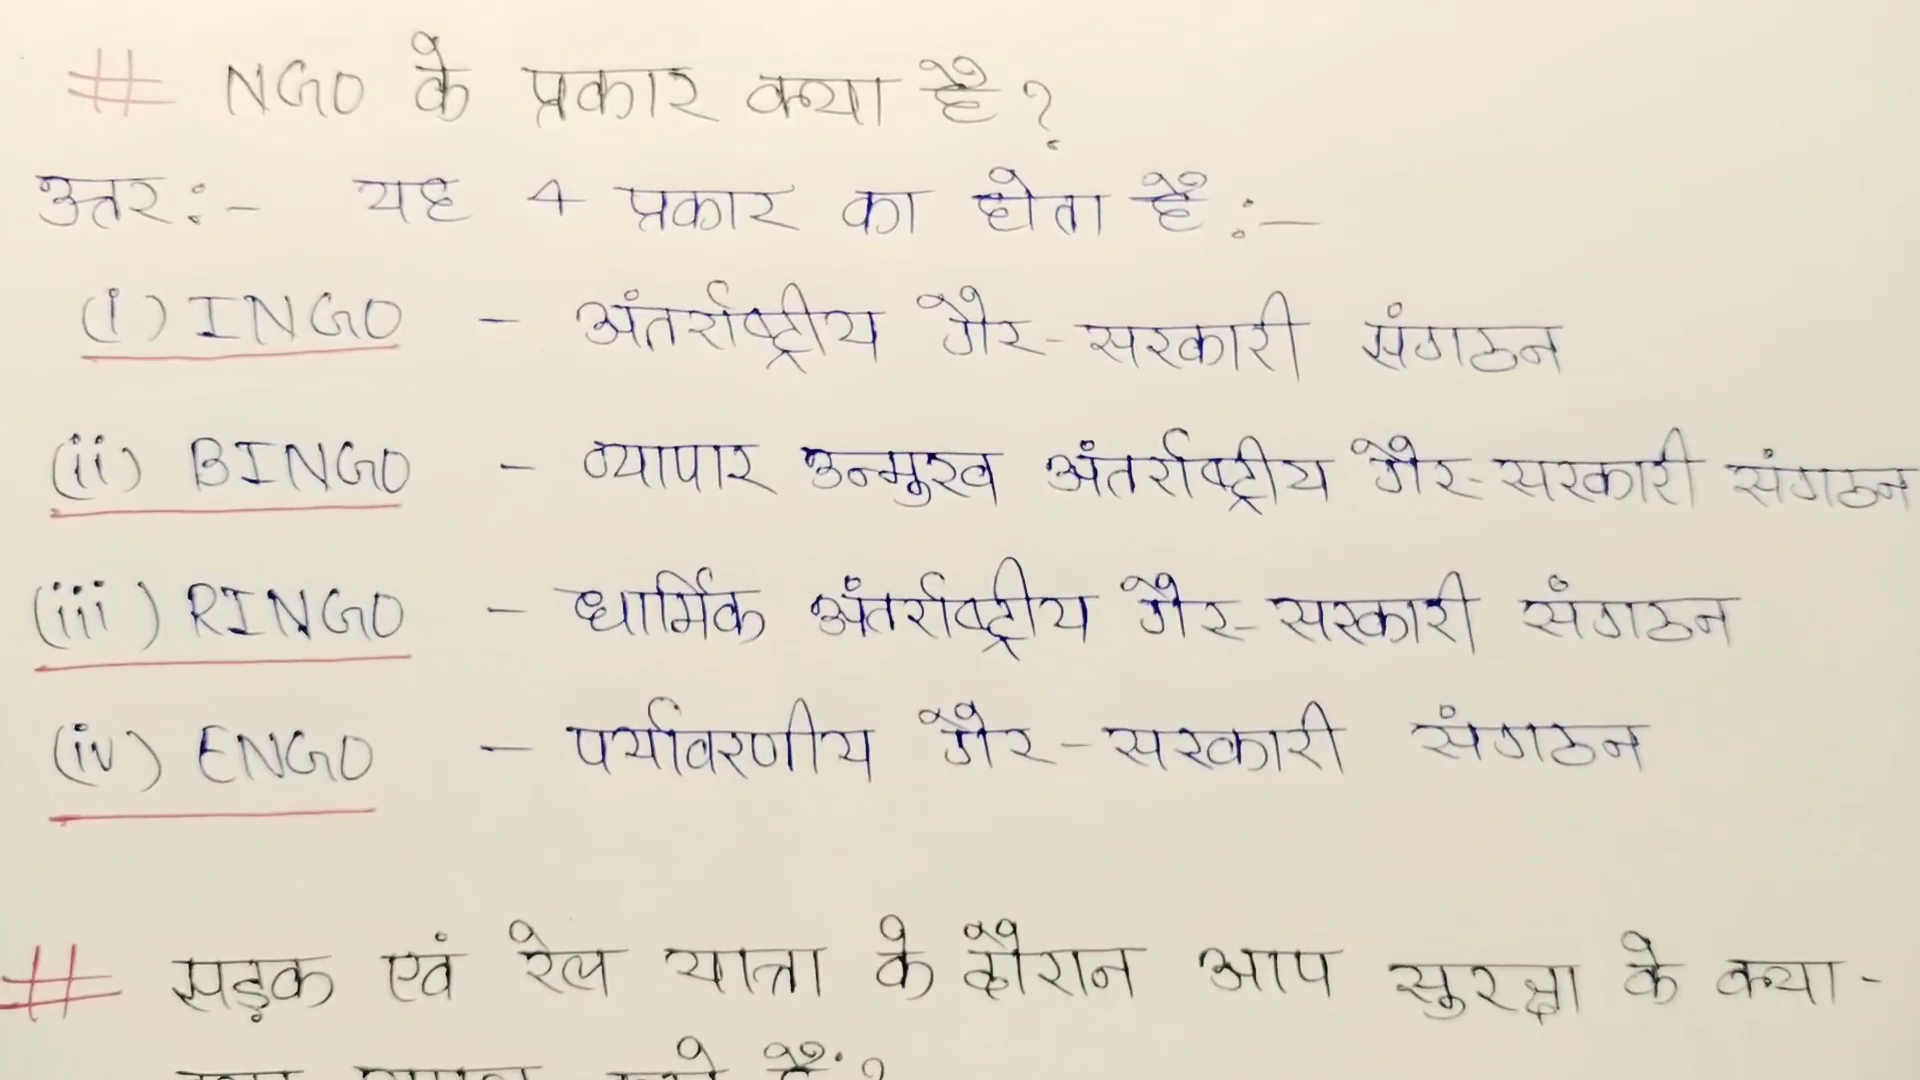 # NGO के प्रकार क्या है?
उत्तर:- यह 4 प्रकार का होता है:-
(i) INGO - अंतर्राष्ट्रीय गैर-सरकारी संगठन
(ii) BINGO - व्यापार उन्मुख अंतर्राष्ट्रीय गैर-सरकारी संगठन
(iii) RINGO - धार्मिक अंतर्राष्ट्रीय गैर-सरकारी संगठन
(iv) ENGO - पर्यावरणीय गैर-सरकारी संगठन
# सड़क एवं रेल यात्रा के दौरान आप सुरक्षा के क्या-
हैं?